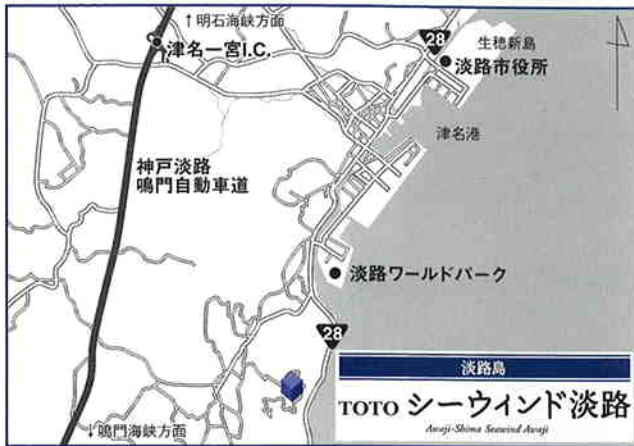 ↑明石海峡方面
津名一宮I.C.
28
生穂新島
淡路市役所
津名港
神戸淡路
鳴門自動車道
淡路ワールドパーク
28
↓鳴門海峡方面
淡路島
TOTO シーウィンド淡路
Awaji-Shima Seawind Awaji